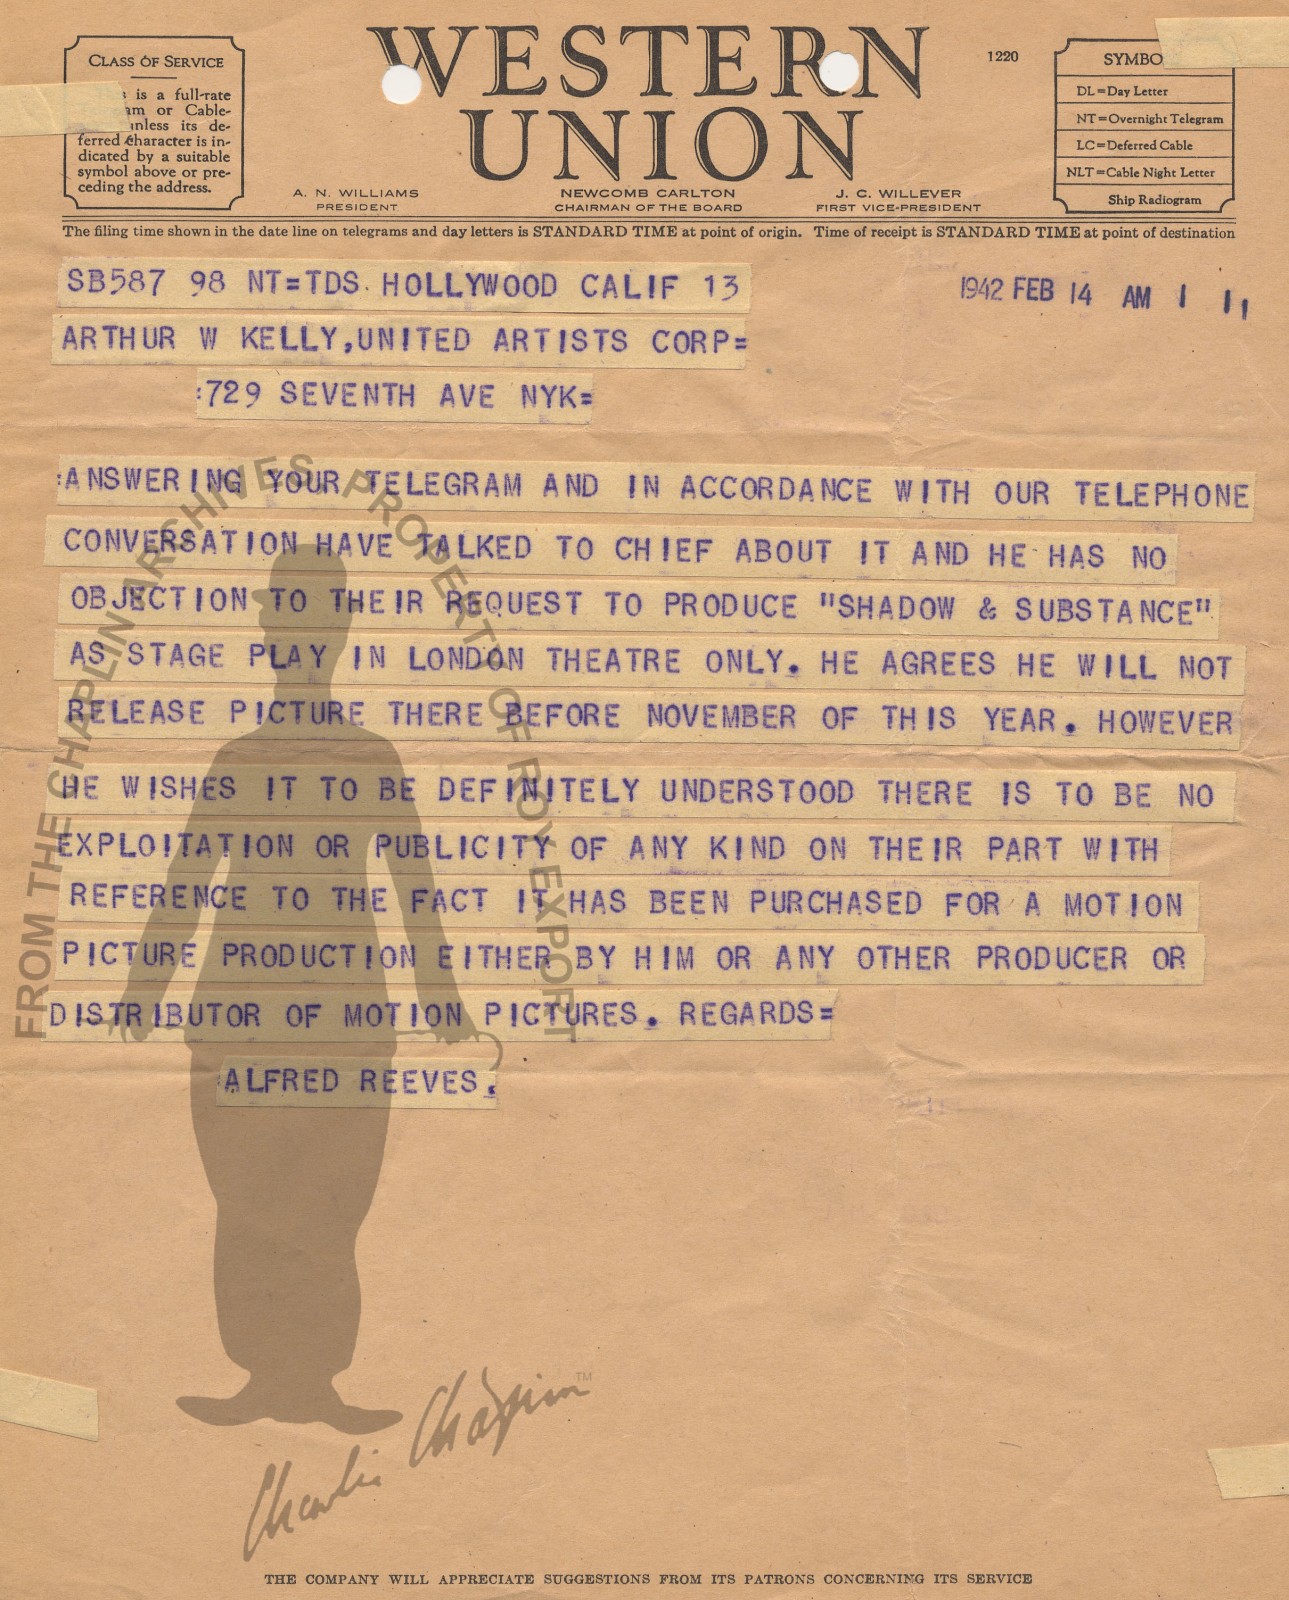 CLASS OF SERVICE
is a full-rate
am or Cable-
unless its de-
ferred character is in-
dicated by a suitable
symbol above or pre-
ceding the address.
WESTERN
UNION
1220
SYMBO
DL=Day Letter
NT=Overnight Telegram
LC=Deferred Cable
NLT=Cable Night Letter
Ship Radiogram
A. N. WILLIAMS
PRESIDENT
NEWCOMB CARLTON
CHAIRMAN OF THE BOARD
J. C. WILLEVER
FIRST VICE-PRESIDENT
The filing time shown in the date line on telegrams and day letters is STANDARD TIME at point of origin. Time of receipt is STANDARD TIME at point of destination
SB587 98 NT=TDS HOLLYWOOD CALIF 13
1942 FEB 14 AM 1 11
ARTHUR W KELLY,UNITED ARTISTS CORP=
:729 SEVENTH AVE NYK=
:ANSWERING YOUR TELEGRAM AND IN ACCORDANCE WITH OUR TELEPHONE
CONVERSATION HAVE TALKED TO CHIEF ABOUT IT AND HE HAS NO
OBJECTION TO THEIR REQUEST TO PRODUCE "SHADOW & SUBSTANCE"
AS STAGE PLAY IN LONDON THEATRE ONLY. HE AGREES HE WILL NOT
RELEASE PICTURE THERE BEFORE NOVEMBER OF THIS YEAR. HOWEVER
HE WISHES IT TO BE DEFINITELY UNDERSTOOD THERE IS TO BE NO
EXPLOITATION OR PUBLICITY OF ANY KIND ON THEIR PART WITH
REFERENCE TO THE FACT IT HAS BEEN PURCHASED FOR A MOTION
PICTURE PRODUCTION EITHER BY HIM OR ANY OTHER PRODUCER OR
DISTRIBUTOR OF MOTION PICTURES. REGARDS=
ALFRED REEVES.
FROM THE CHAPLIN ARCHIVES PROPERTY OF ROY EXPORT
Charlie Chaplin™
THE COMPANY WILL APPRECIATE SUGGESTIONS FROM ITS PATRONS CONCERNING ITS SERVICE